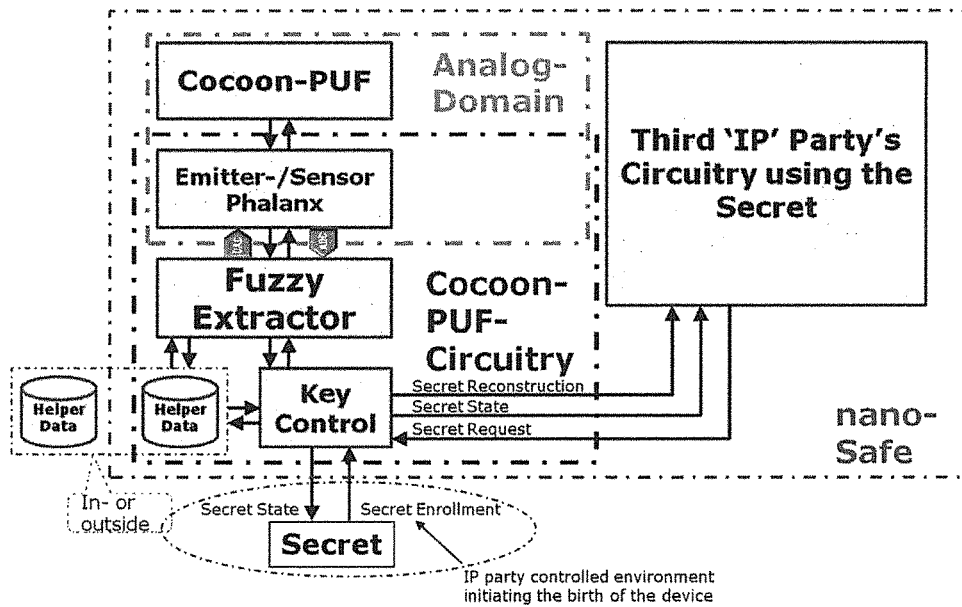 Cocoon-PUF
Analog-
Domain
Emitter-/Sensor
Phalanx
Third ‘IP’ Party's
Circuitry using the
Secret
Fuzzy
Extractor
Cocoon-
PUF-
Circuitry
Helper
Data
Helper
Data
Key
Control
Secret Reconstruction
Secret State
Secret Request
nano-
Safe
In- or
outside
Secret State
Secret Enrollment
Secret
IP party controlled environment
initiating the birth of the device